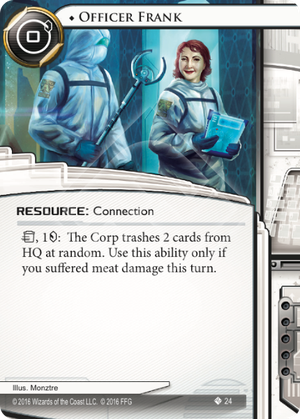 0
♦ OFFICER FRANK
RESOURCE: Connection
, 1: The Corp trashes 2 cards from
HQ at random. Use this ability only if
you suffered meat damage this turn.
Illus. Monztre
© 2016 Wizards of the Coast LLC. © 2016 FFG
24